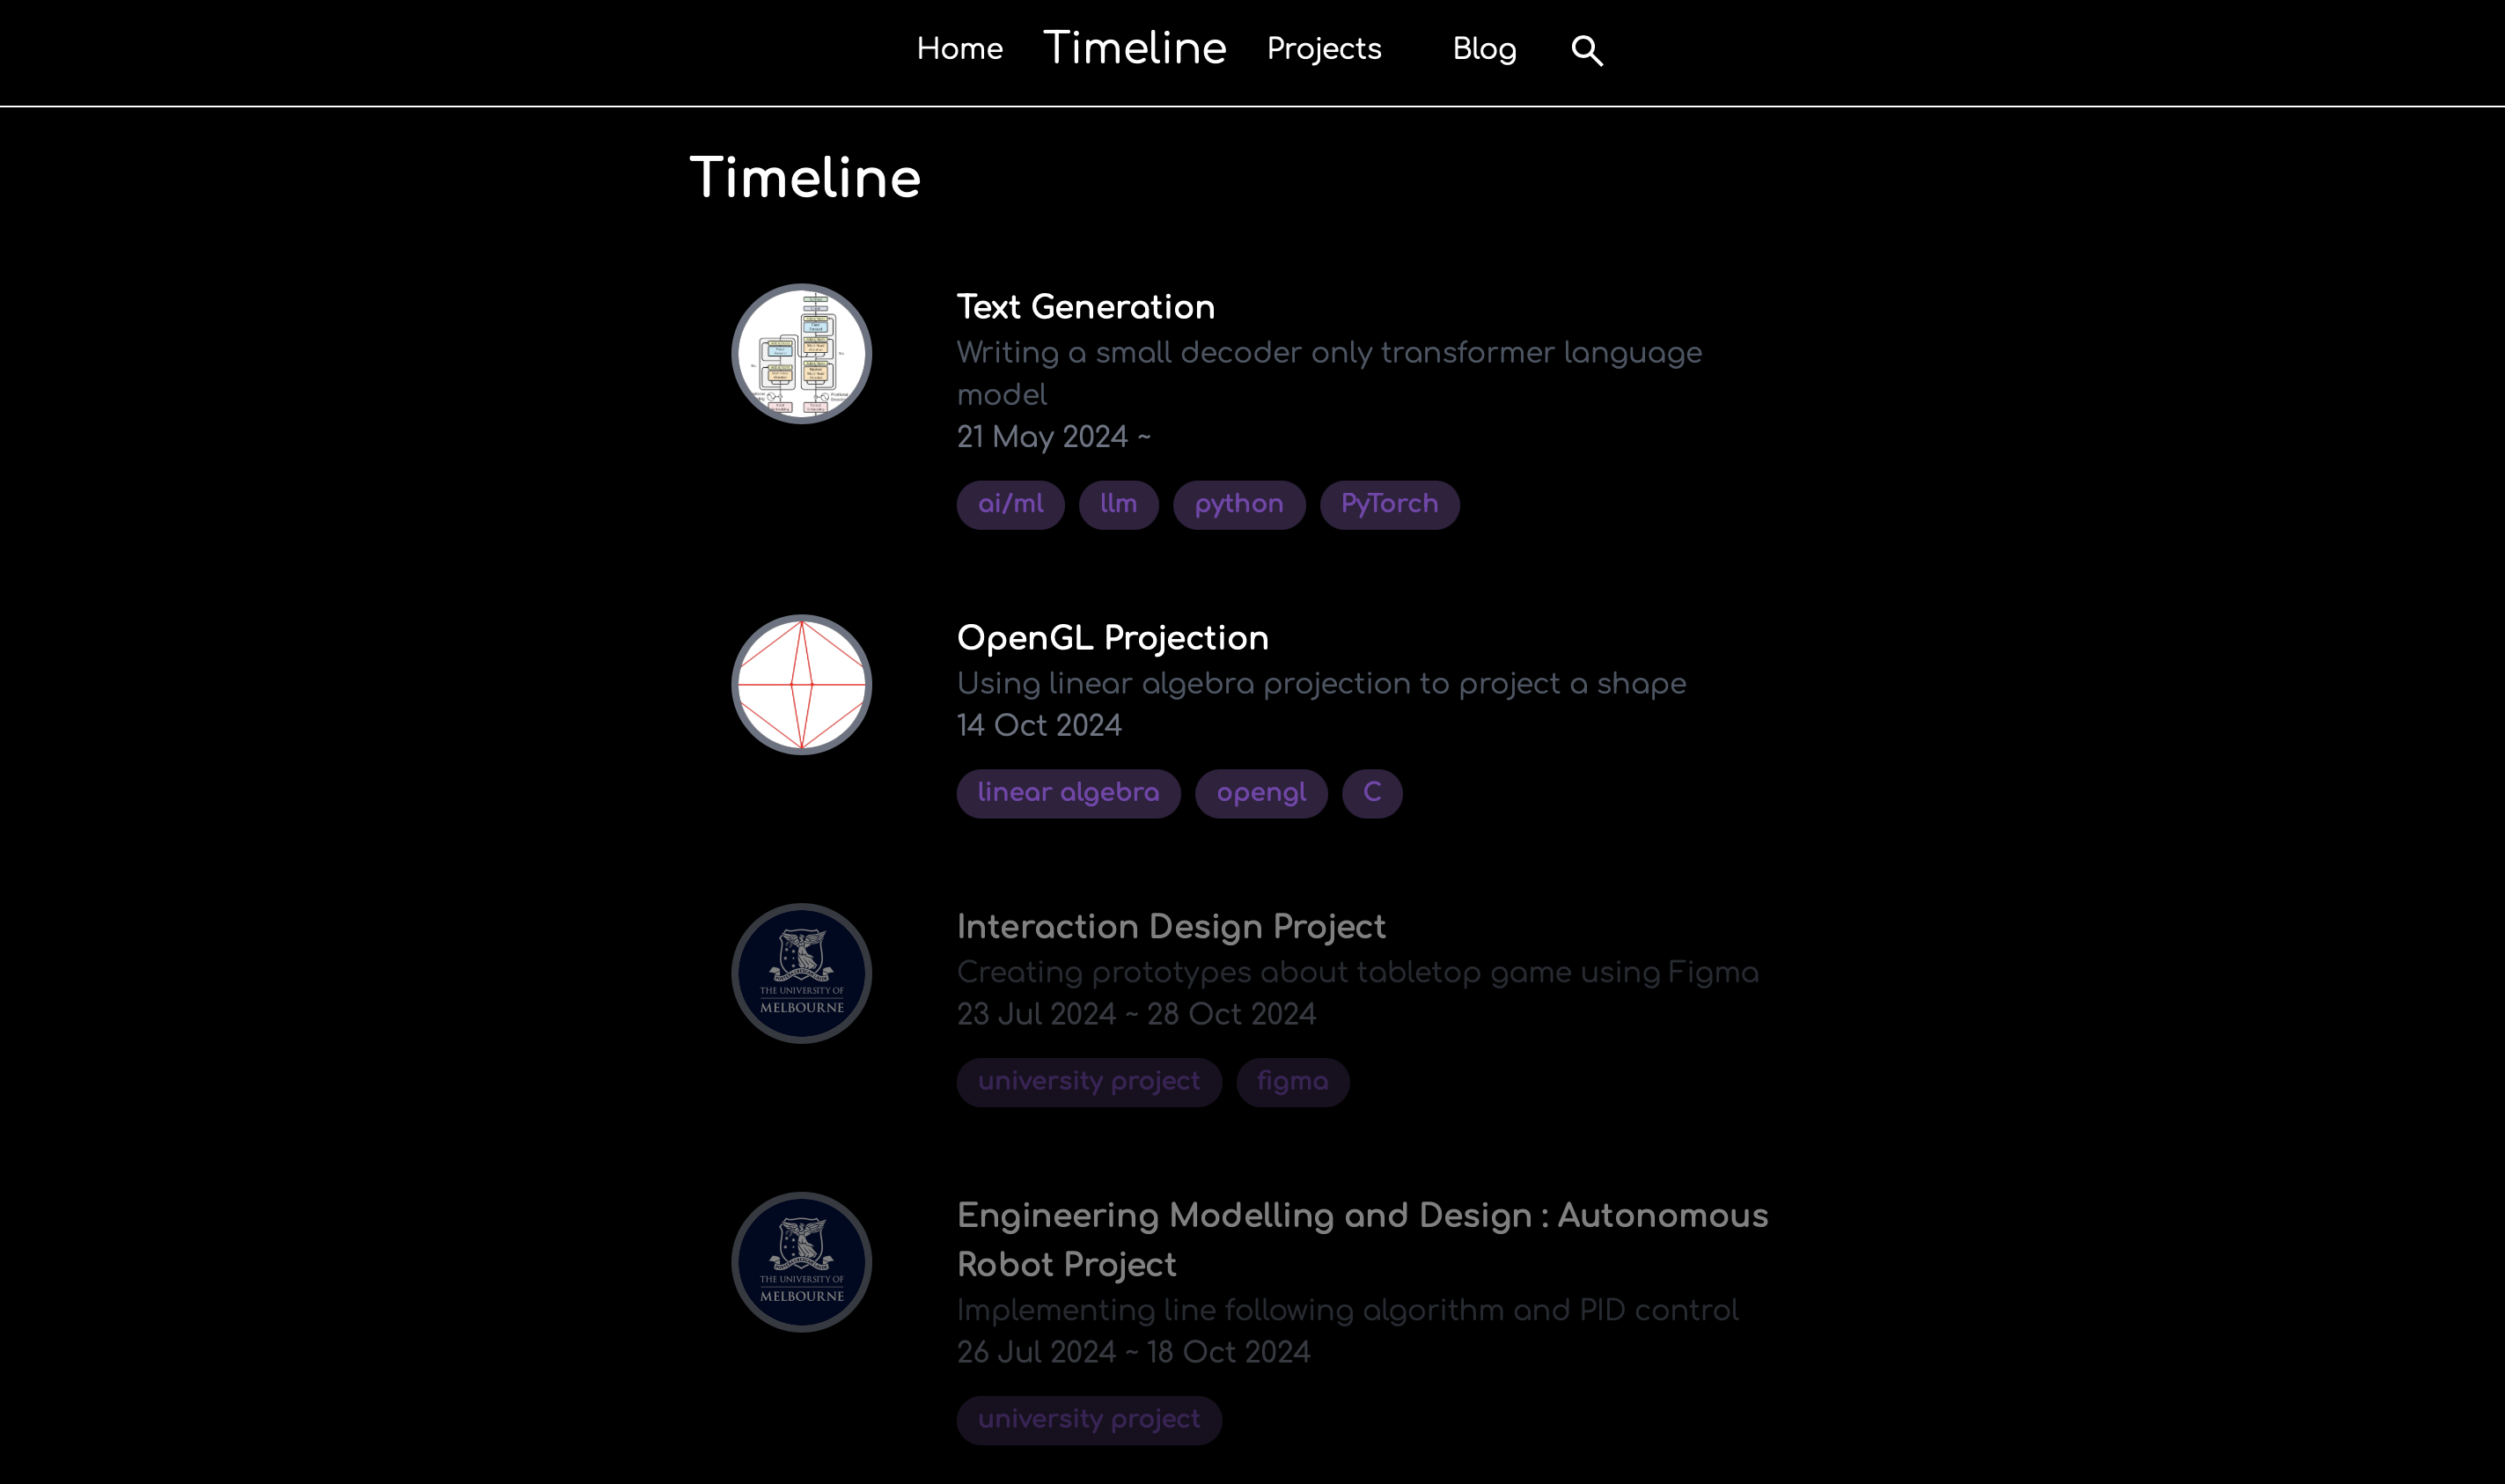 Home Timeline Projects Blog
Timeline
Text Generation
Writing a small decoder only transformer language
model
21 May 2024 ~
ai/ml llm python PyTorch
OpenGL Projection
Using linear algebra projection to project a shape
14 Oct 2024
linear algebra opengl C
THE UNIVERSITY OF
MELBOURNE
Interaction Design Project
Creating prototypes about tabletop game using Figma
23 Jul 2024 ~ 28 Oct 2024
university project figma
THE UNIVERSITY OF
MELBOURNE
Engineering Modelling and Design : Autonomous
Robot Project
Implementing line following algorithm and PID control
26 Jul 2024 ~ 18 Oct 2024
university project